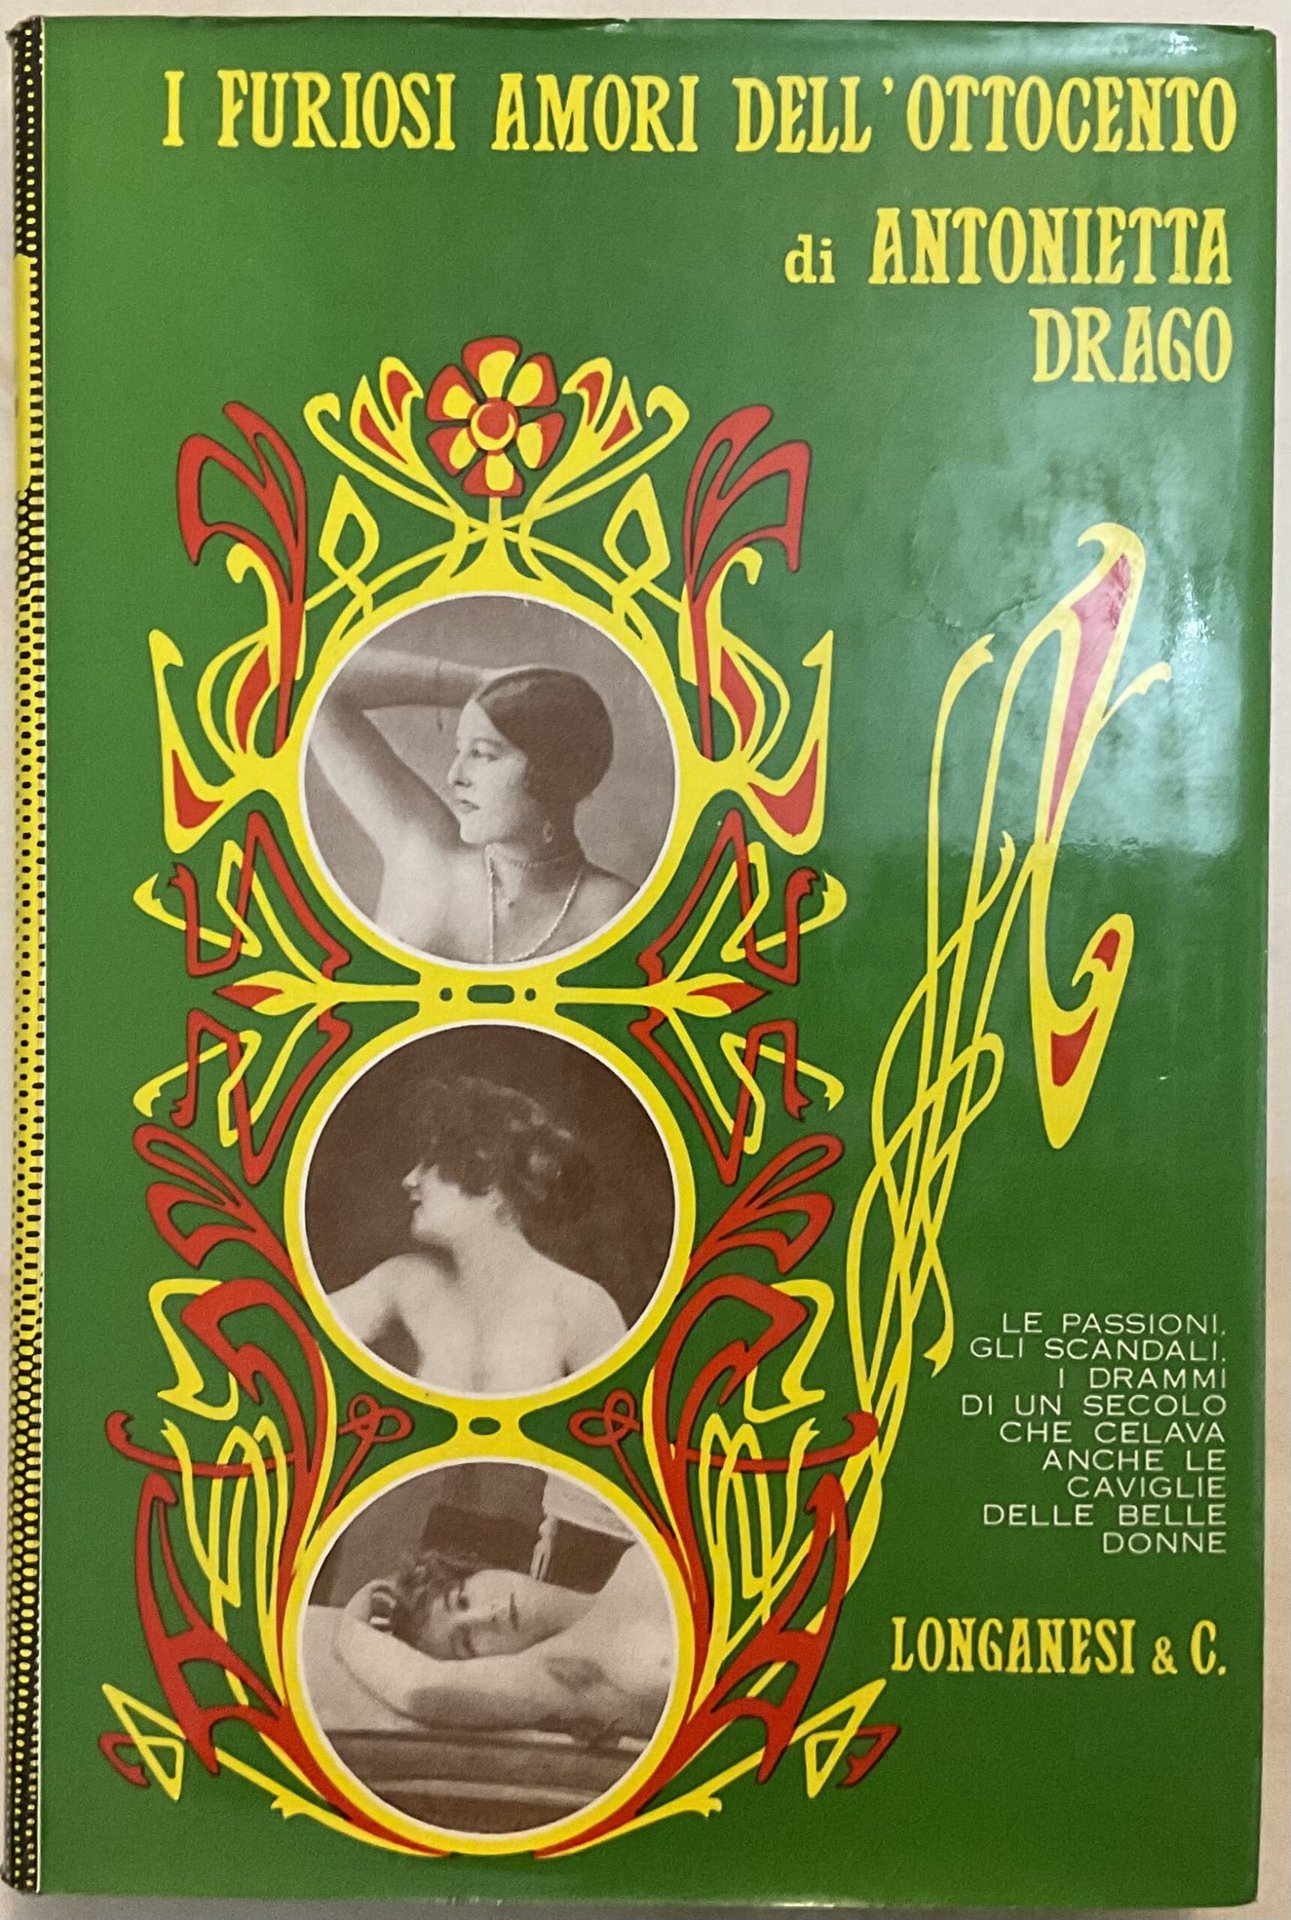 I FURIOSI AMORI DELL'OTTOCENTO
di ANTONIETTA
DRAGO
LE PASSIONI,
GLI SCANDALI,
I DRAMMI
DI UN SECOLO
CHE CELAVA
ANCHE LE
CAVIGLIE
DELLE BELLE
DONNE
LONGANESI & C.